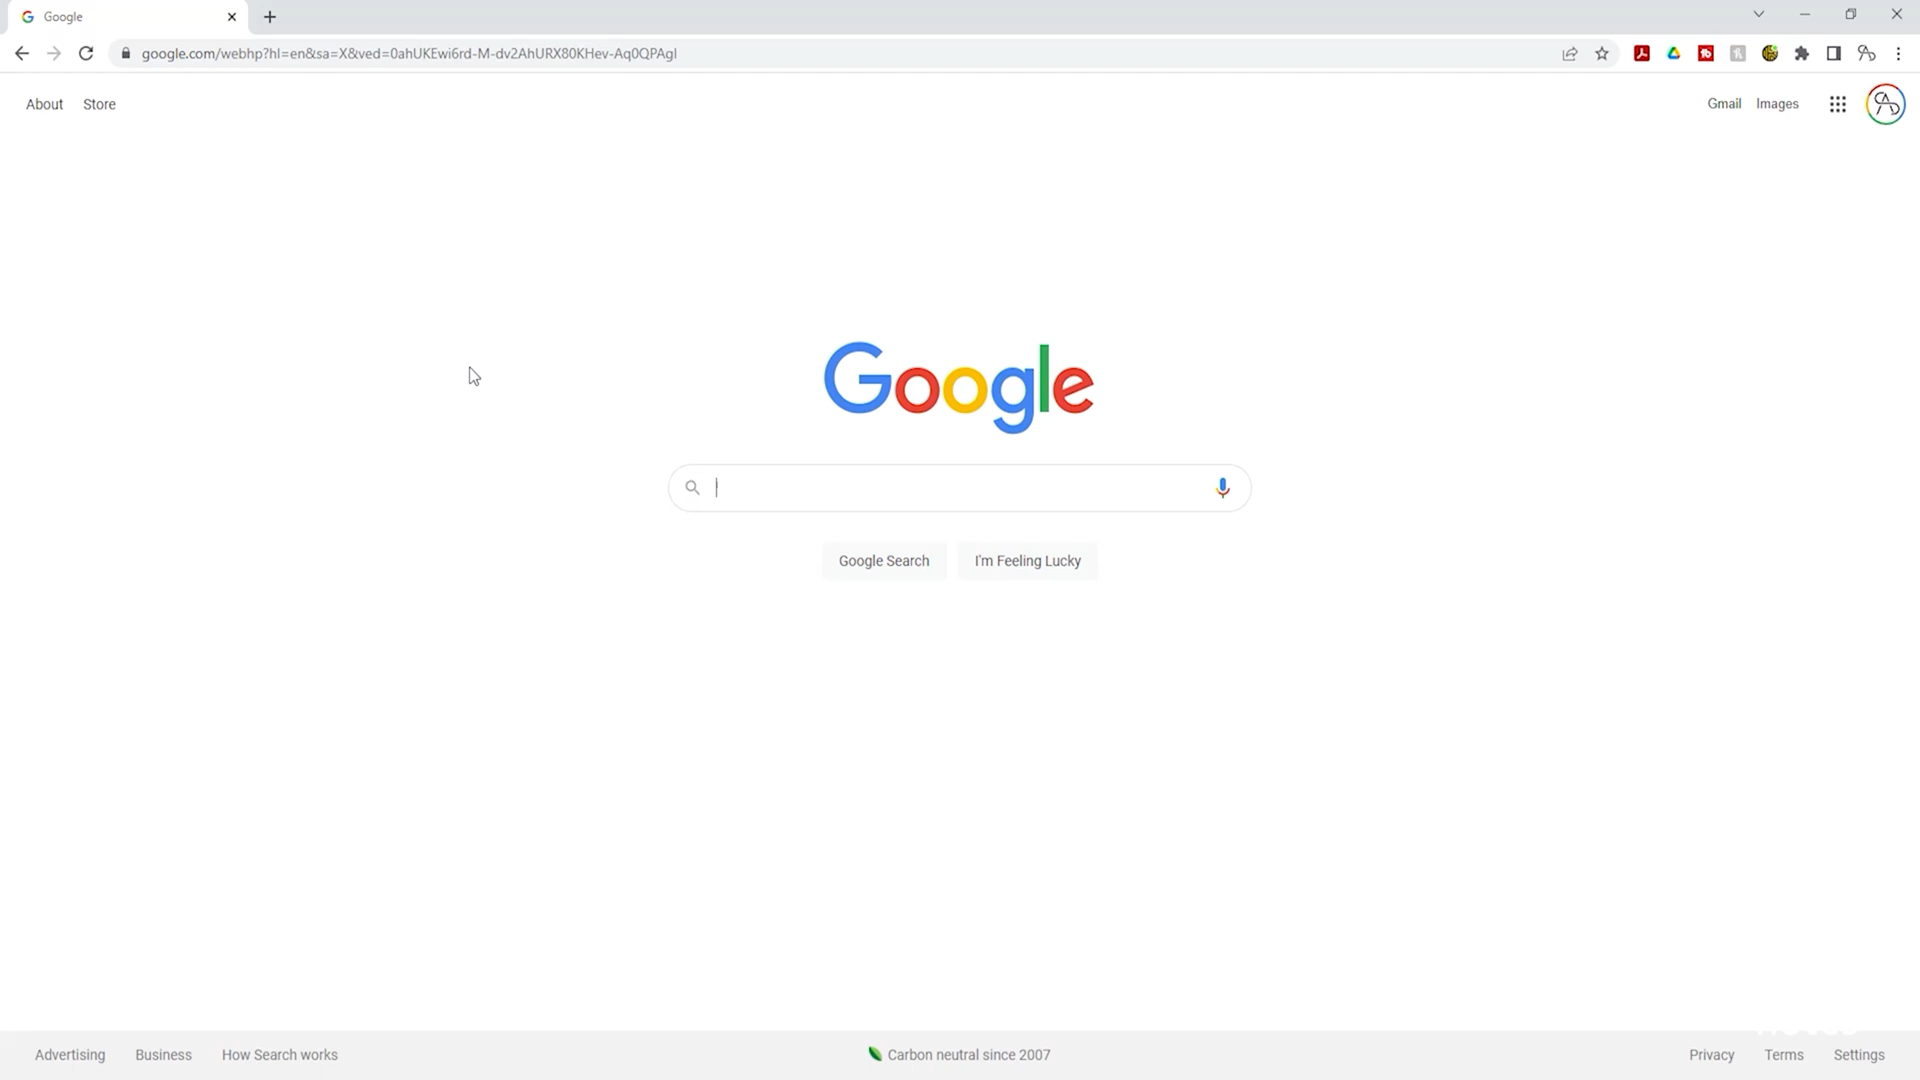 Google
google.com/webhp?hl=en&sa=X&ved=0ahUKEwi6rd-M-dv2AhURX80KHev-Aq0QPAgI
About Store
Gmail Images
Google
Google Search I'm Feeling Lucky
Advertising Business How Search works
Carbon neutral since 2007
Privacy Terms Settings